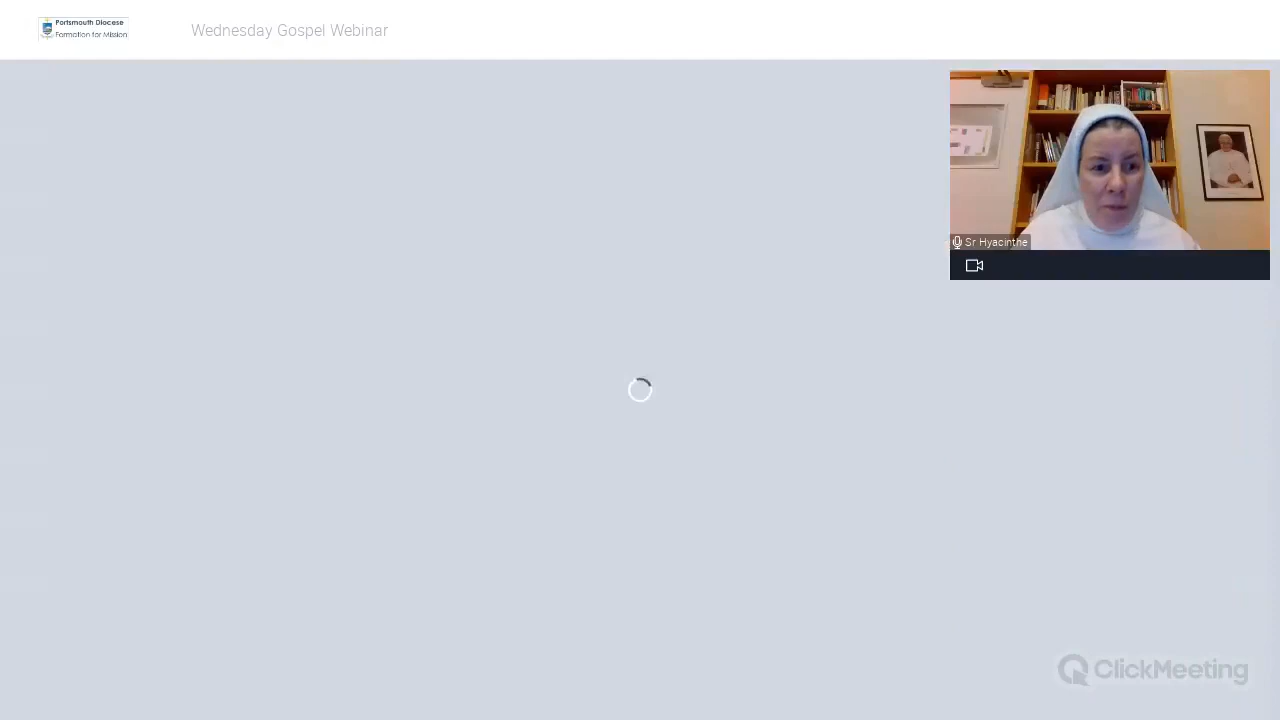 Portsmouth Diocese
Formation for Mission
Wednesday Gospel Webinar
Sr Hyacinthe
ClickMeeting